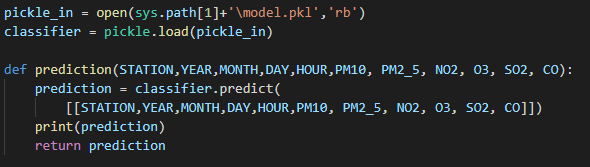 pickle_in = open(sys.path[1]+'\model.pkl','rb')
classifier = pickle.load(pickle_in)
def prediction(STATION,YEAR,MONTH,DAY,HOUR,PM10, PM2_5, NO2, O3, SO2, CO):
    prediction = classifier.predict(
        [[STATION,YEAR,MONTH,DAY,HOUR,PM10, PM2_5, NO2, O3, SO2, CO]])
    print(prediction)
    return prediction